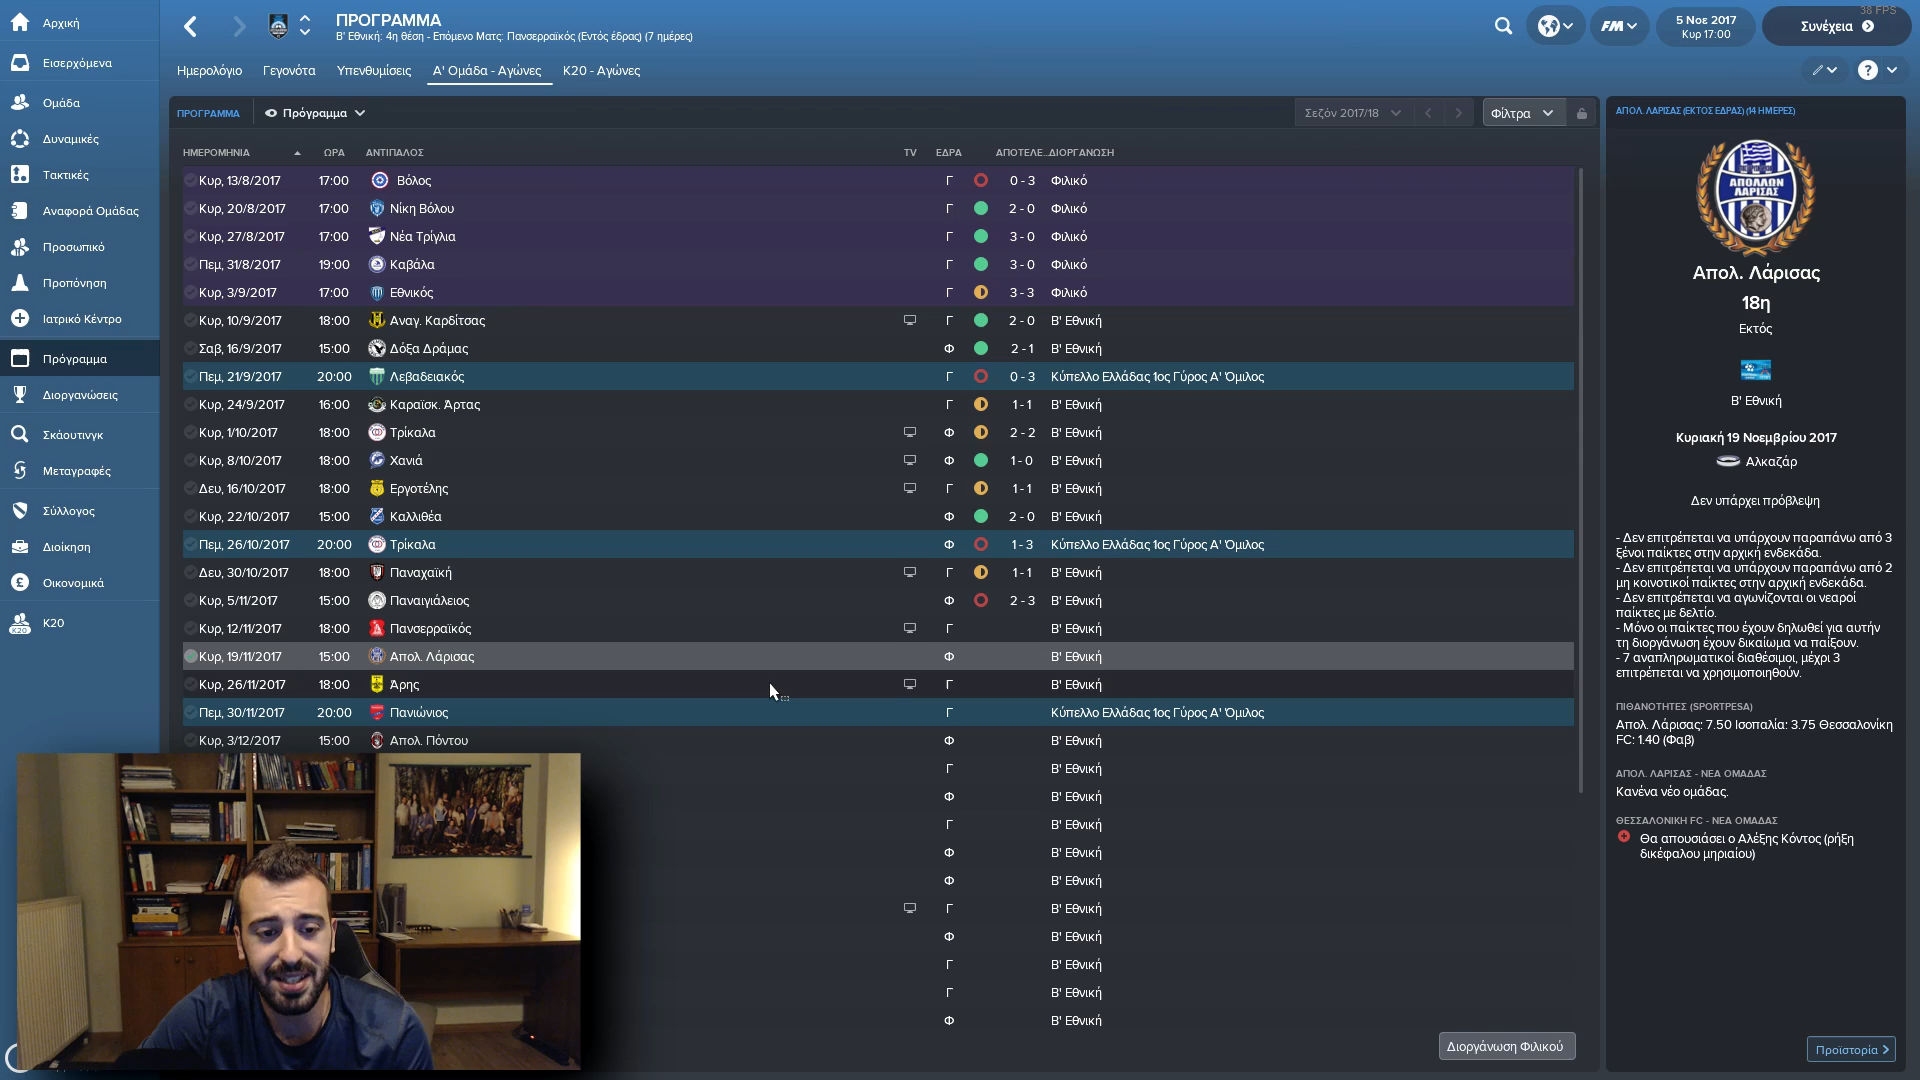 38 FPS
Αρχική
Εισερχόμενα
Ομάδα
Δυναμικές
Τακτικές
Αναφορά Ομάδας
Προσωπικό
Προπόνηση
Ιατρικό Κέντρο
Πρόγραμμα
Διοργανώσεις
Σκάουτινγκ
Μεταγραφές
Σύλλογος
Διοίκηση
Οικονομικά
K20
ΠΡΟΓΡΑΜΜΑ
Β' Εθνική: 4η θέση - Επόμενο Ματς: Πανσερραϊκός (Εντός έδρας) (7 ημέρες)
FM
5 Νοε 2017
Κυρ 17:00
Συνέχεια
Ημερολόγιο Γεγονότα Υπενθυμίσεις Α' Ομάδα - Αγώνες Κ20 - Αγώνες
ΠΡΟΓΡΑΜΜΑ Πρόγραμμα Σεζόν 2017/18 Φίλτρα
ΗΜΕΡΟΜΗΝΙΑ ΩΡΑ ΑΝΤΙΠΑΛΟΣ TV ΕΔΡΑ ΑΠΟΤΕΛΕ... ΔΙΟΡΓΑΝΩΣΗ
Κυρ, 13/8/2017 17:00 Βόλος Γ 0 - 3 Φιλικό
Κυρ, 20/8/2017 17:00 Νίκη Βόλου Γ 2 - 0 Φιλικό
Κυρ, 27/8/2017 17:00 Νέα Τρίγλια Γ 3 - 0 Φιλικό
Πεμ, 31/8/2017 19:00 Καβάλα Γ 3 - 0 Φιλικό
Κυρ, 3/9/2017 17:00 Εθνικός Γ 3 - 3 Φιλικό
Κυρ, 10/9/2017 18:00 Αναγ. Καρδίτσας Γ 2 - 0 Β' Εθνική
Σαβ, 16/9/2017 15:00 Δόξα Δράμας Φ 2 - 1 Β' Εθνική
Πεμ, 21/9/2017 20:00 Λεβαδειακός Γ 0 - 3 Κύπελλο Ελλάδας 1ος Γύρος Α' Όμιλος
Κυρ, 24/9/2017 16:00 Καραϊσκ. Άρτας Γ 1 - 1 Β' Εθνική
Κυρ, 1/10/2017 18:00 Τρίκαλα Φ 2 - 2 Β' Εθνική
Κυρ, 8/10/2017 18:00 Χανιά Φ 1 - 0 Β' Εθνική
Δευ, 16/10/2017 18:00 Εργοτέλης Γ 1 - 1 Β' Εθνική
Κυρ, 22/10/2017 15:00 Καλλιθέα Φ 2 - 0 Β' Εθνική
Πεμ, 26/10/2017 20:00 Τρίκαλα Φ 1 - 3 Κύπελλο Ελλάδας 1ος Γύρος Α' Όμιλος
Δευ, 30/10/2017 18:00 Παναχαϊκή Γ 1 - 1 Β' Εθνική
Κυρ, 5/11/2017 15:00 Παναιγιάλειος Φ 2 - 3 Β' Εθνική
Κυρ, 12/11/2017 18:00 Πανσερραϊκός Γ Β' Εθνική
Κυρ, 19/11/2017 15:00 Απολ. Λάρισας Φ Β' Εθνική
Κυρ, 26/11/2017 18:00 Άρης Γ Β' Εθνική
Πεμ, 30/11/2017 20:00 Πανιώνιος Γ Κύπελλο Ελλάδας 1ος Γύρος Α' Όμιλος
Κυρ, 3/12/2017 15:00 Απολ. Πόντου Φ Β' Εθνική
Γ Β' Εθνική
Φ Β' Εθνική
Γ Β' Εθνική
Φ Β' Εθνική
Φ Β' Εθνική
Γ Β' Εθνική
Φ Β' Εθνική
Γ Β' Εθνική
Γ Β' Εθνική
Φ Β' Εθνική
Διοργάνωση Φιλικού
LOST
ΑΠΟΛ. ΛΑΡΙΣΑΣ (ΕΚΤΟΣ ΕΔΡΑΣ) (14 ΗΜΕΡΕΣ)
ΑΠΟΛΛΩΝ
ΛΑΡΙΣΑΣ
Απολ. Λάρισας
18η
Εκτός
Β' Εθνική
Κυριακή 19 Νοεμβρίου 2017
Αλκαζάρ
Δεν υπάρχει πρόβλεψη
- Δεν επιτρέπεται να υπάρχουν παραπάνω από 3
ξένοι παίκτες στην αρχική ενδεκάδα.
- Δεν επιτρέπεται να υπάρχουν παραπάνω από 2
μη κοινοτικοί παίκτες στην αρχική ενδεκάδα.
- Δεν επιτρέπεται να αγωνίζονται οι νεαροί
παίκτες με δελτίο.
- Μόνο οι παίκτες που έχουν δηλωθεί για αυτήν
τη διοργάνωση έχουν δικαίωμα να παίξουν.
- 7 αναπληρωματικοί διαθέσιμοι, μέχρι 3
επιτρέπεται να χρησιμοποιηθούν.
ΠΙΘΑΝΟΤΗΤΕΣ (SPORTPESA)
Απολ. Λάρισας: 7.50 Ισοπαλία: 3.75 Θεσσαλονίκη
FC: 1.40 (Φαβ)
ΑΠΟΛ. ΛΑΡΙΣΑΣ - ΝΕΑ ΟΜΑΔΑΣ
Κανένα νέο ομάδας.
ΘΕΣΣΑΛΟΝΙΚΗ FC - ΝΕΑ ΟΜΑΔΑΣ
Θα απουσιάσει ο Αλέξης Κόντος (ρήξη
δικέφαλου μηριαίου)
Προϊστορία